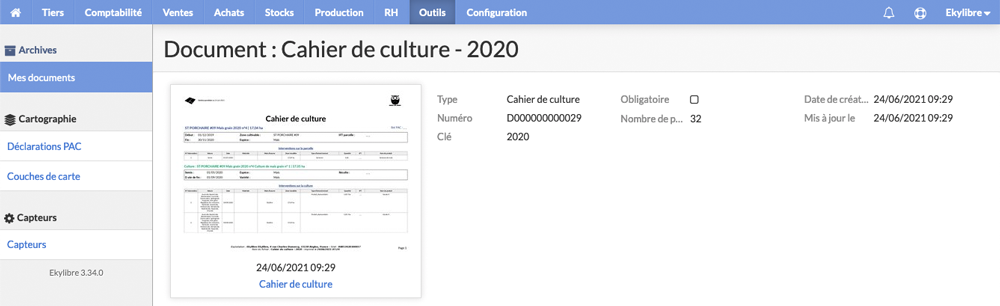 Tiers Comptabilité Ventes Achats Stocks Production RH Outils Configuration Ekylibre
Archives
Mes documents
Cartographie
Déclarations PAC
Couches de carte
Capteurs
Capteurs
Ekylibre 3.34.0
Document : Cahier de culture - 2020
Cahier de culture
24/06/2021 09:29
Cahier de culture
Type Cahier de culture
Numéro D000000000029
Clé 2020
Obligatoire
Nombre de p... 32
Date de créat... 24/06/2021 09:29
Mis à jour le 24/06/2021 09:29